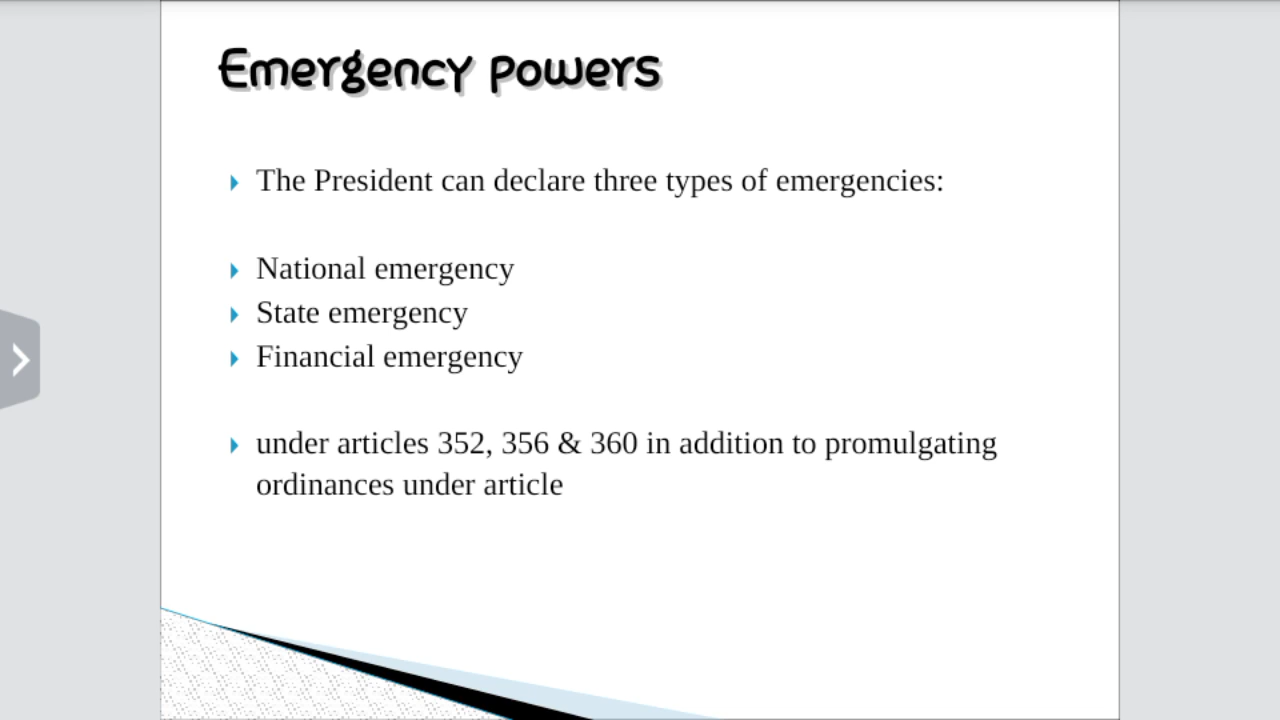 Emergency powers
The President can declare three types of emergencies:
National emergency
State emergency
Financial emergency
under articles 352, 356 & 360 in addition to promulgating
ordinances under article